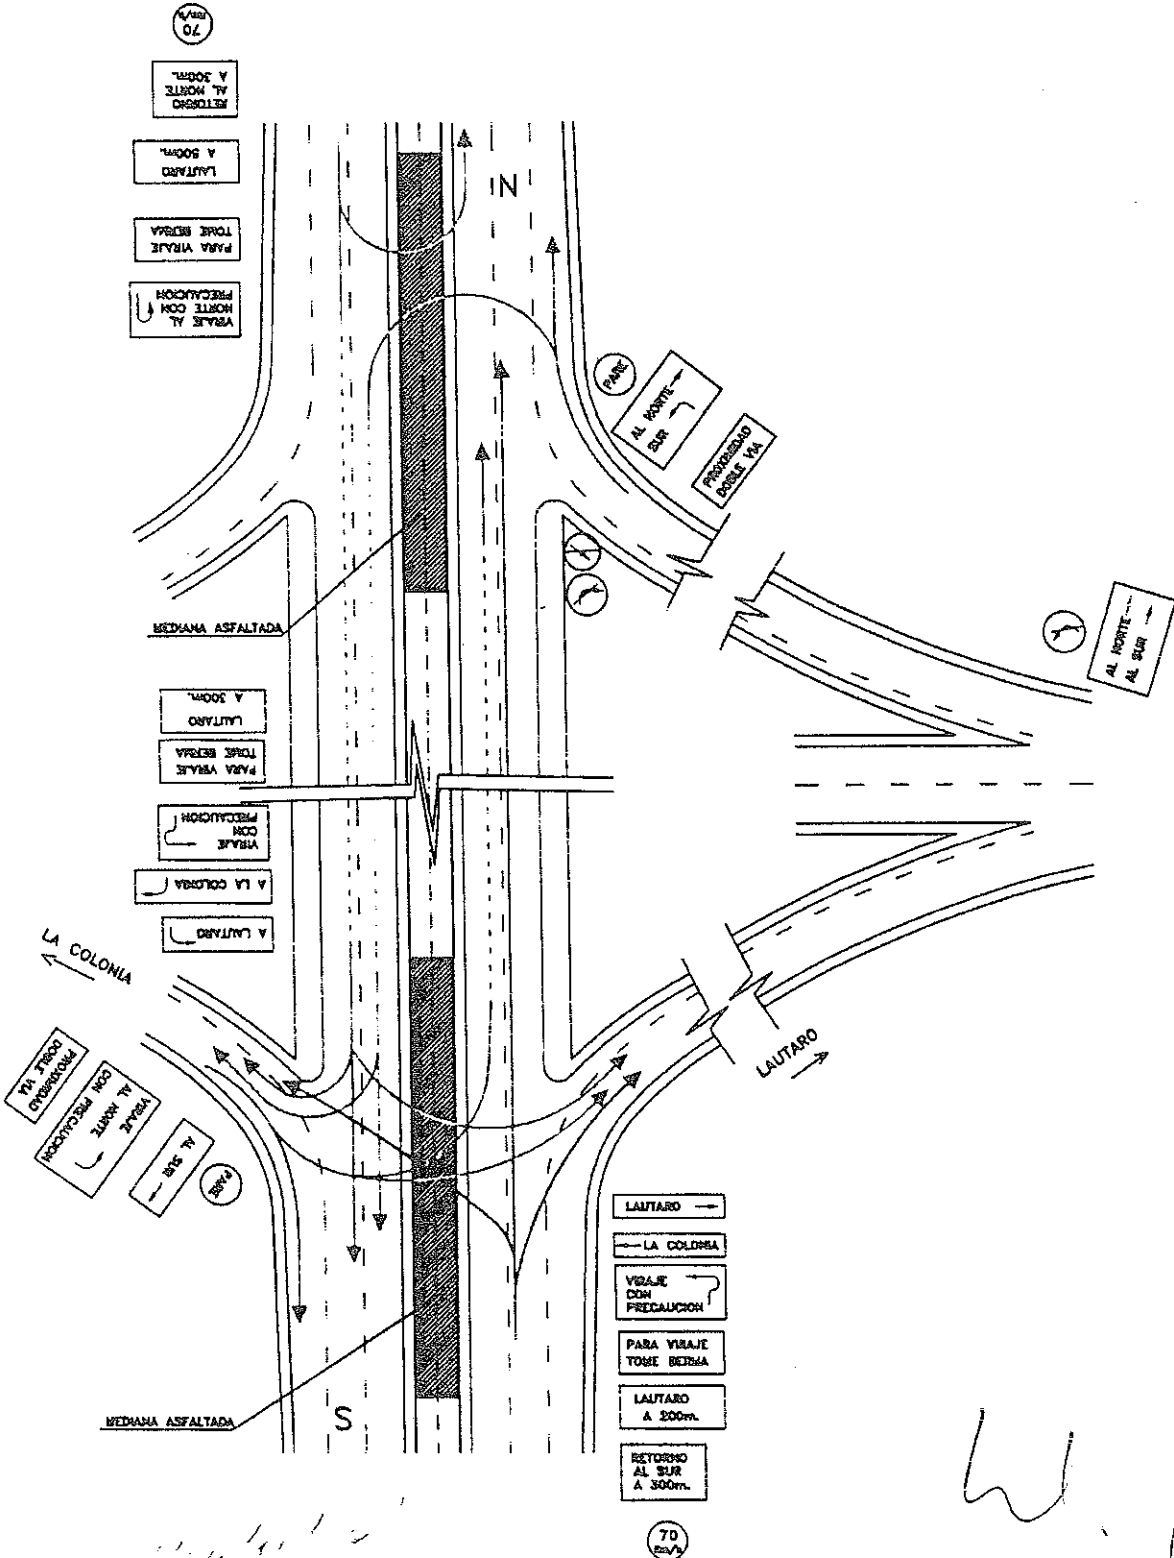 70
Km/h
RETORNO
AL NORTE
A 300m.
LAUTARO
A 500m.
PARA VIRAJE
TOME BERMA
VIRAJE AL
NORTE CON
PRECAUCION
N
PARE
AL NORTE
SUR
PROXIMIDAD
DOBLE VIA
AL NORTE
AL SUR
MEDIANA ASFALTADA
LAUTARO
A 300m.
PARA VIRAJE
TOME BERMA
VIRAJE
CON
PRECAUCION
A LA COLONIA
A LAUTARO
LA COLONIA
LAUTARO
PROXIMIDAD
DOBLE VIA
VIRAJE
AL NORTE
CON PRECAUCION
AL SUR
PARE
LAUTARO
LA COLONIA
VIRAJE
CON
PRECAUCION
PARA VIRAJE
TOME BERMA
LAUTARO
A 200m.
RETORNO
AL SUR
A 300m.
70
Km/h
MEDIANA ASFALTADA
S